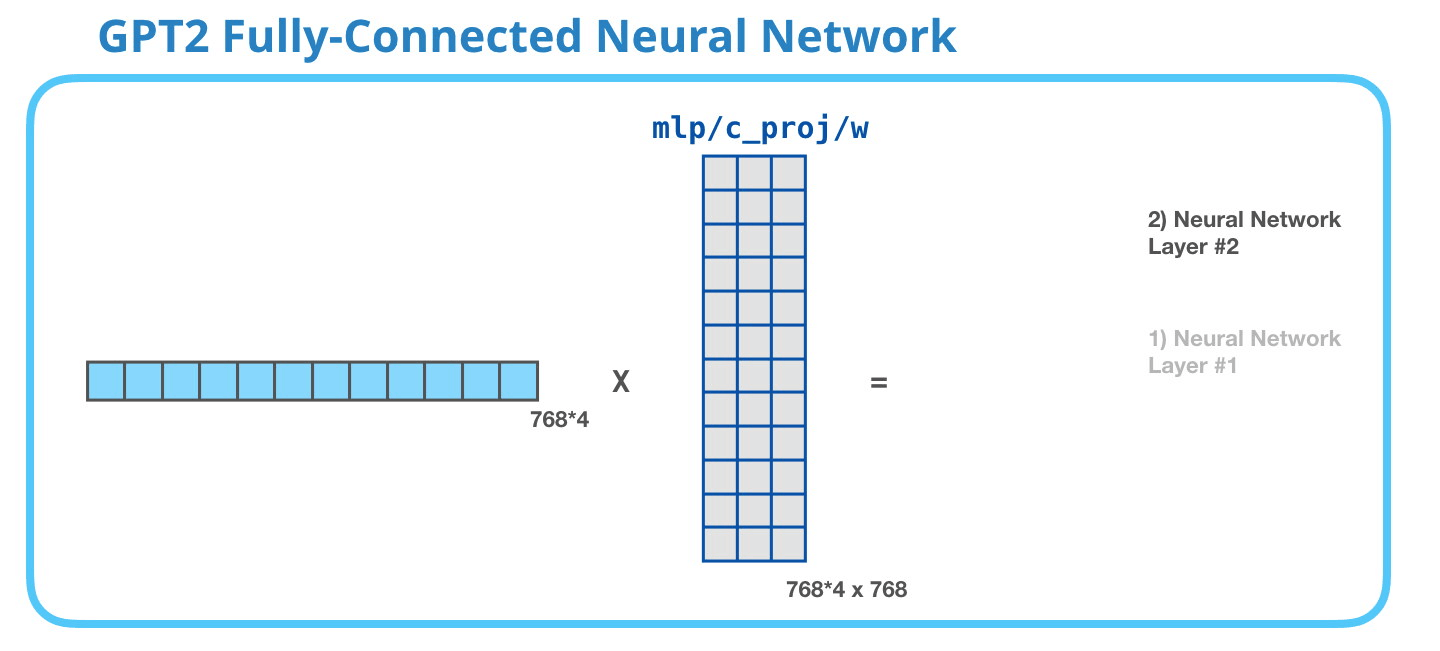 GPT2 Fully-Connected Neural Network
mlp/c_proj/w
2) Neural Network
Layer #2
1) Neural Network
Layer #1
X
=
768*4
768*4 x 768